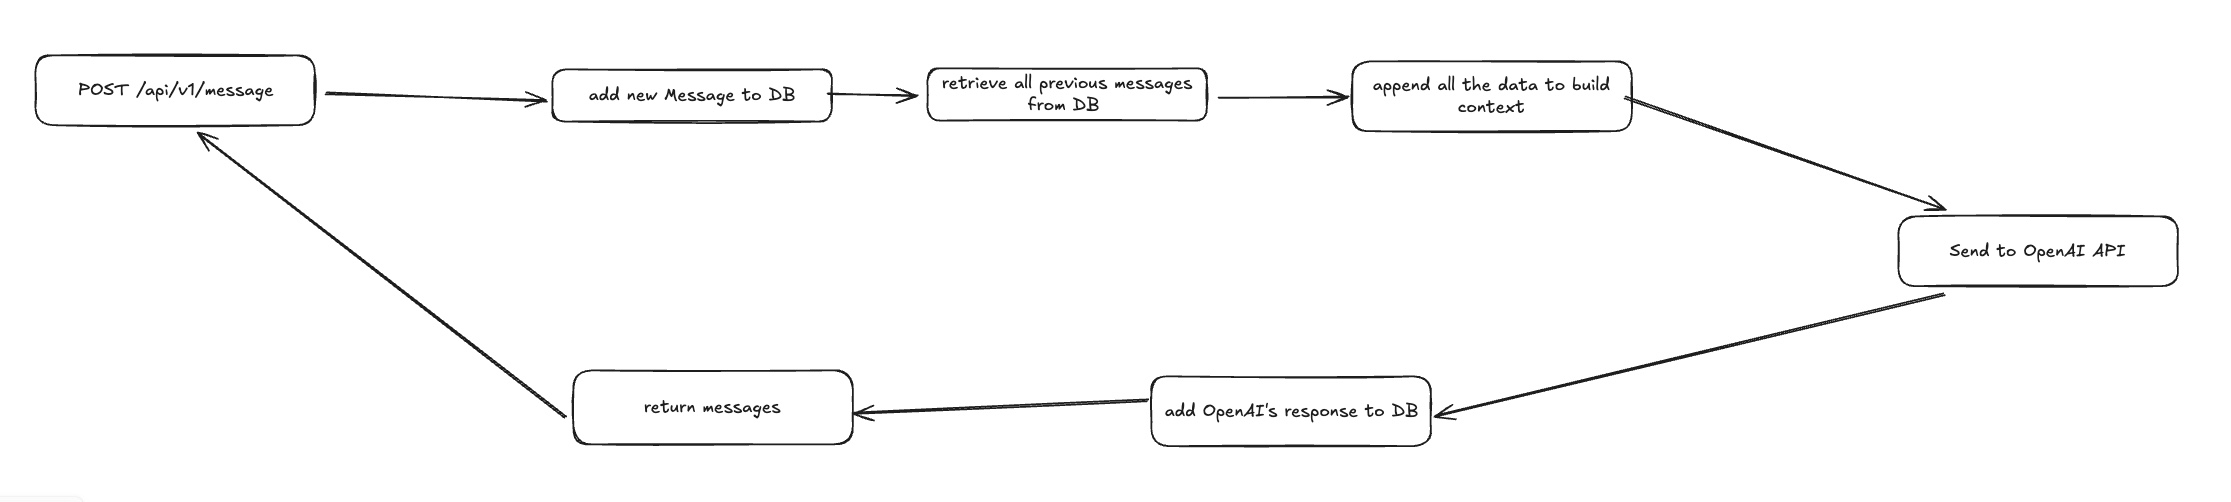 POST /api/v1/message
add new Message to DB
retrieve all previous messages
from DB
append all the data to build
context
Send to OpenAI API
add OpenAI's response to DB
return messages